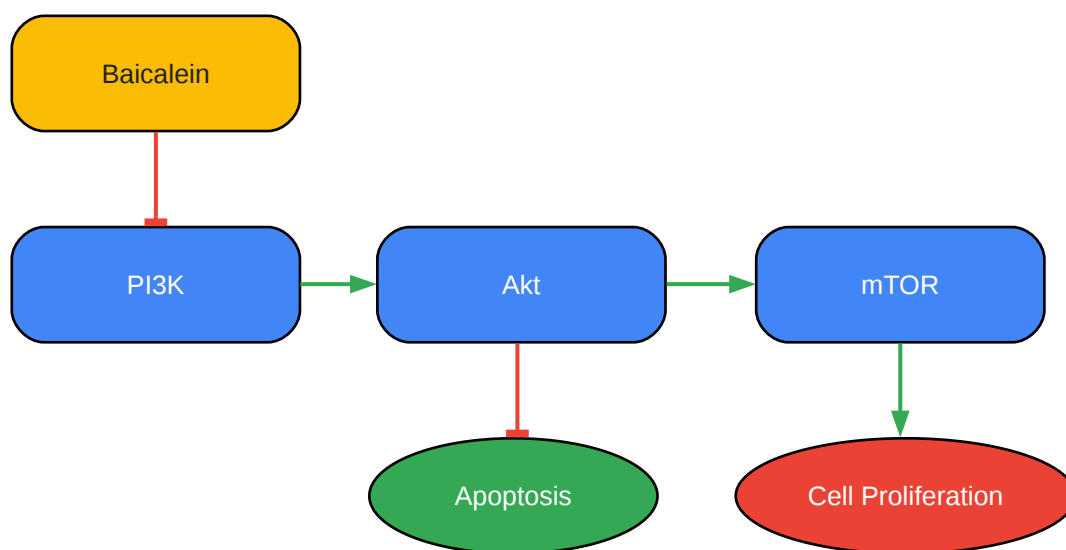 Baicalein
PI3K
Akt
mTOR
Apoptosis
Cell Proliferation